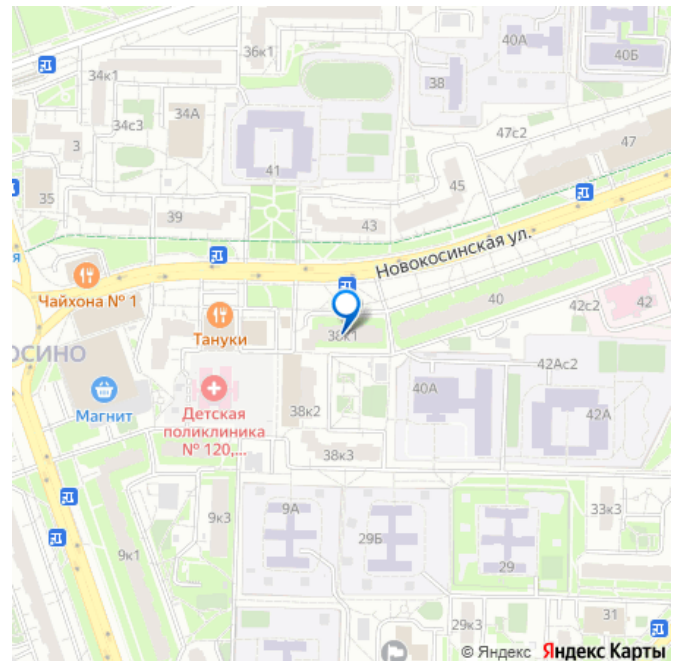 36к1
40А
40Б
34к1
38
34А
47с2
34с3
3
47
41
45
35
39
43
я
Новокосинская ул.
Чайхона № 1
40
42с2
42
Тануки
38к1
ОСИНО
42Ас2
40А
Магнит
Детская
поликлиника
№ 120,...
38к2
42А
38к3
9А
33к3
9к3
29Б
9к1
29
31
29к3
© Яндекс Яндекс Карты